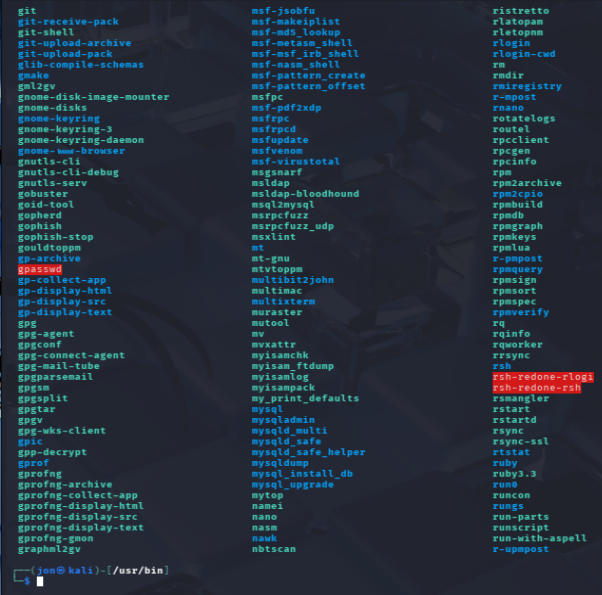 git msf-jsobfu ristretto
git-receive-pack msf-makeiplist rlatopam
git-shell msf-md5_lookup rletopnm
git-upload-archive msf-metasm_shell rlogin
git-upload-pack msf-msf_irb_shell rlogin-cwd
glib-compile-schemas msf-nasm_shell rm
gmake msf-pattern_create rmdir
gml2gv msf-pattern_offset rmiregistry
gnome-disk-image-mounter msfpc r-mpost
gnome-disks msf-pdf2xdp rnano
gnome-keyring msfrpc rotatelogs
gnome-keyring-3 msfrpcd routel
gnome-keyring-daemon msfupdate rpcclient
gnome-www-browser msfvenom rpcgen
gnutls-cli msf-virustotal rpcinfo
gnutls-cli-debug msgsnarf rpm
gnutls-serv msldap rpm2archive
gobuster msldap-bloodhound rpm2cpio
goid-tool msql2mysql rpmbuild
gopherd msrpcfuzz rpmdb
gophish msrpcfuzz_udp rpmgraph
gophish-stop msxlint rpmkeys
gouldtoppm mt rpmlua
gp-archive mt-gnu r-pmpost
gpasswd mtvtoppm rpmquery
gp-collect-app multibit2john rpmsign
gp-display-html multimac rpmsort
gp-display-src multixterm rpmspec
gp-display-text muraster rpmverify
gpg mutool rq
gpg-agent mv rqinfo
gpgconf mvxattr rqworker
gpg-connect-agent myisamchk rrsync
gpg-mail-tube myisam_ftdump rsh
gpgparsemail myisamlog rsh-redone-rlogi
gpgsm myisampack rsh-redone-rsh
gpgsplit my_print_defaults rsmangler
gpgtar mysql rstart
gpgv mysqladmin rstartd
gpg-wks-client mysqld_multi rsync
gpic mysqld_safe rsync-ssl
gpp-decrypt mysqld_safe_helper rtstat
gprof mysqldump ruby
gprofng mysql_install_db ruby3.3
gprofng-archive mysql_upgrade run0
gprofng-collect-app mytop runcon
gprofng-display-html namei rungs
gprofng-display-src nano run-parts
gprofng-display-text nasm runscript
gprofng-gmon nawk run-with-aspell
graphml2gv nbtscan r-upmpost
┌──(jon㉿kali)-[/usr/bin]
└─$